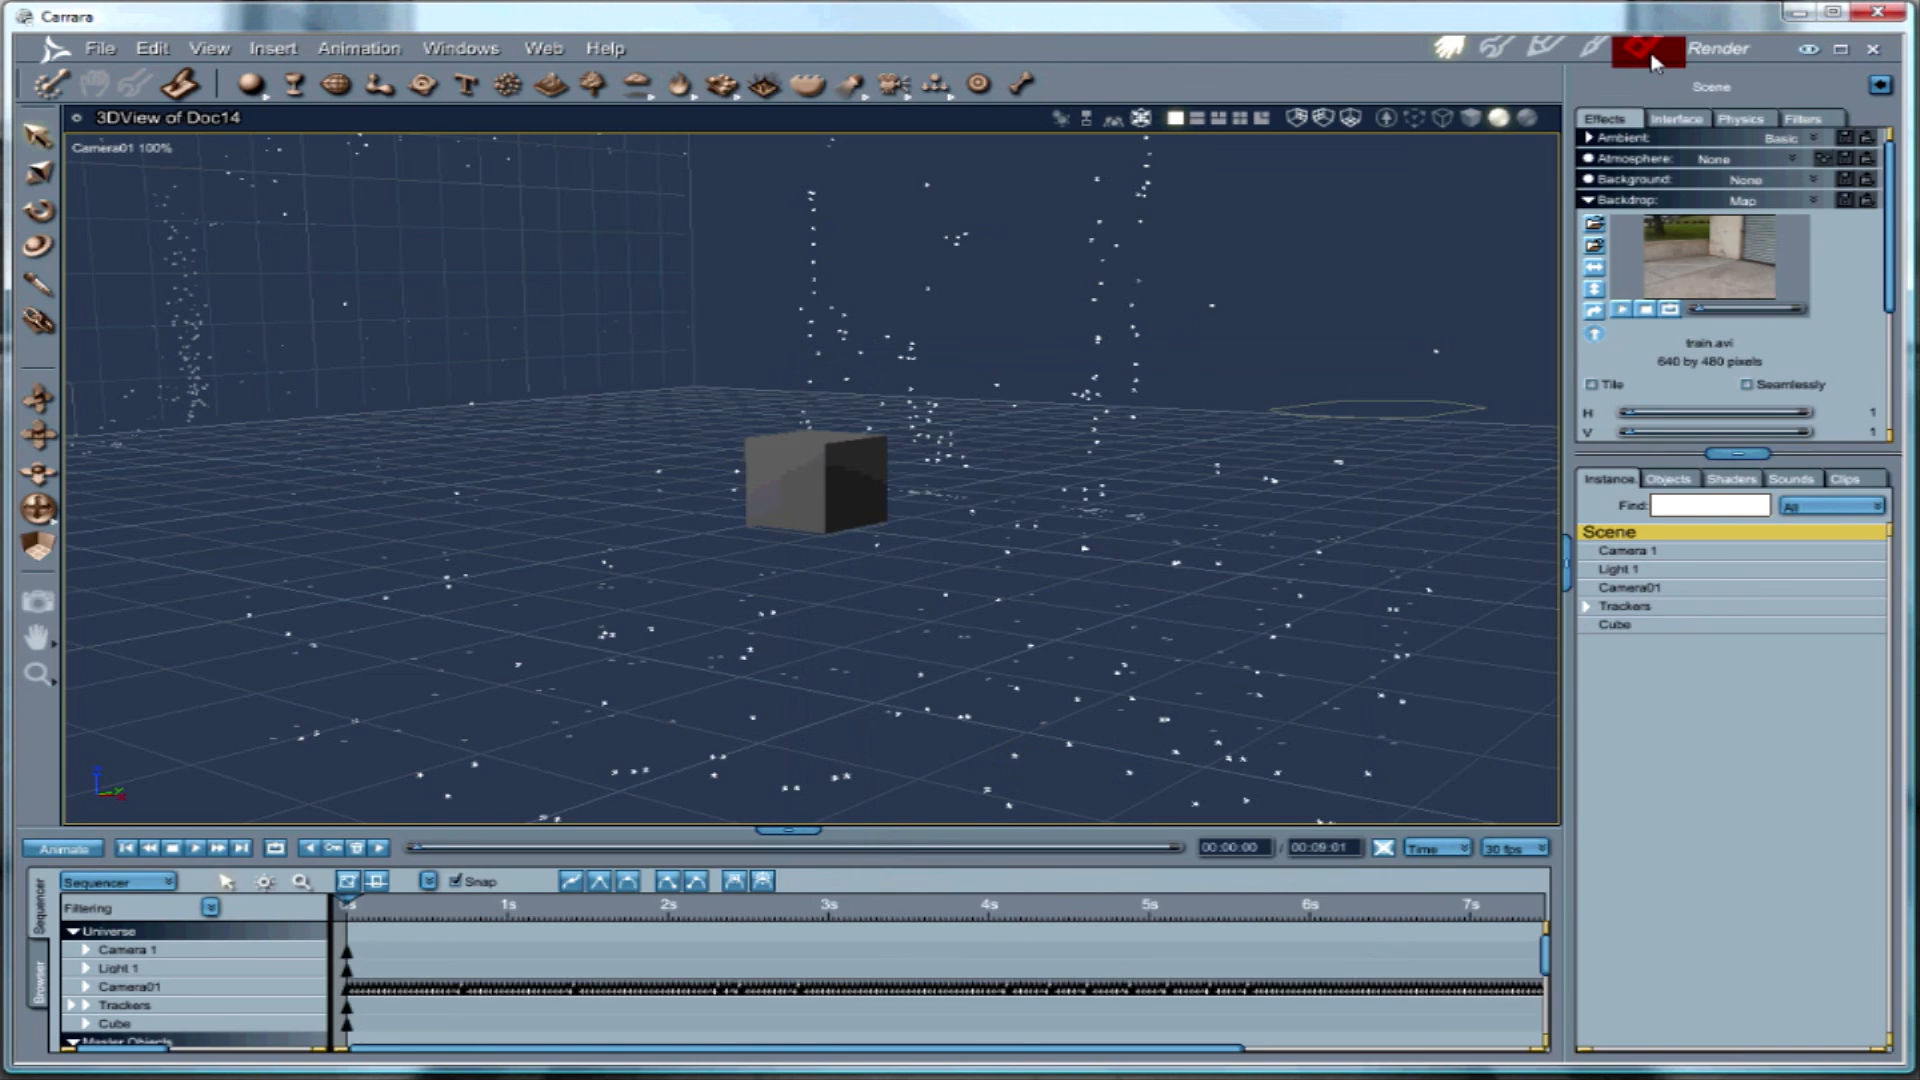 Carrara
File Edit View Insert Animation Windows Web Help
Render
Scene
3DView of Doc14
Camera01 100%
Effects Interface Physics Filters
Ambient: Basic
Atmosphere: None
Background: None
Backdrop: Map
train.avi
640 by 480 pixels
Tile Seamlessly
H 1
V 1
Instance Objects Shaders Sounds Clips
Find: All
Scene
Camera 1
Light 1
Camera01
Trackers
Cube
Animate 00:00:00 / 00:09:01 Time 30 fps
Sequencer Snap
Sequencer
Browser
Filtering
1s 2s 3s 4s 5s 6s 7s
Universe
Camera 1
Light 1
Camera01
Trackers
Cube
Master Objects